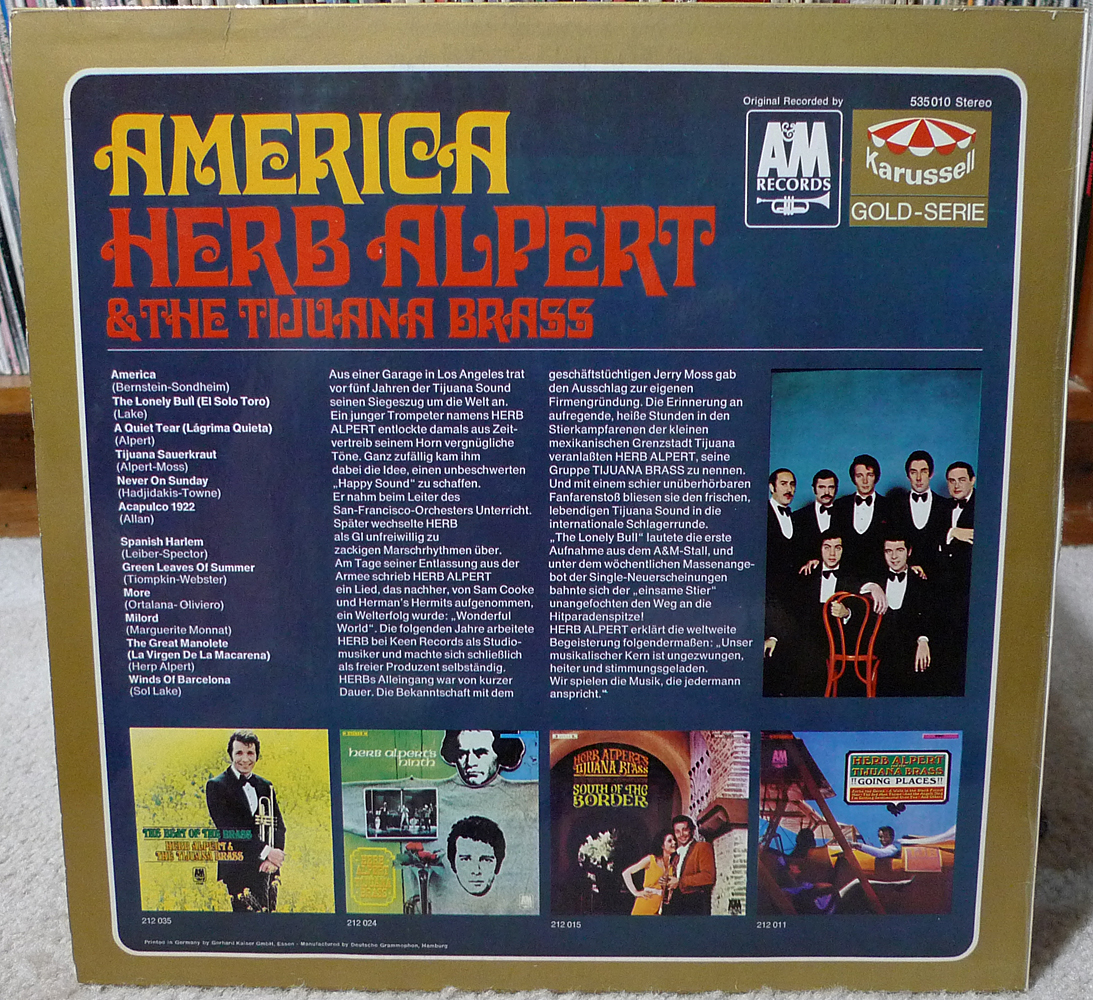 Original Recorded by
535010 Stereo
A&M
RECORDS
Karussell
GOLD-SERIE
AMERICA
HERB ALPERT
& THE TIJUANA BRASS
America
(Bernstein-Sondheim)
The Lonely Bull (El Solo Toro)
(Lake)
A Quiet Tear (Lágrima Quieta)
(Alpert)
Tijuana Sauerkraut
(Alpert-Moss)
Never On Sunday
(Hadjidakis-Towne)
Acapulco 1922
(Allan)
Spanish Harlem
(Leiber-Spector)
Green Leaves Of Summer
(Tiompkin-Webster)
More
(Ortalana- Oliviero)
Milord
(Marguerite Monnat)
The Great Manolete
(La Virgen De La Macarena)
(Herp Alpert)
Winds Of Barcelona
(Sol Lake)
Aus einer Garage in Los Angeles trat
vor fünf Jahren der Tijuana Sound
seinen Siegeszug um die Welt an.
Ein junger Trompeter namens HERB
ALPERT entlockte damals aus Zeit-
vertreib seinem Horn vergnügliche
Töne. Ganz zufällig kam ihm
dabei die Idee, einen unbeschwerten
„Happy Sound“ zu schaffen.
Er nahm beim Leiter des
San-Francisco-Orchesters Unterricht.
Später wechselte HERB
als GI unfreiwillig zu
zackigen Marschrhythmen über.
Am Tage seiner Entlassung aus der
Armee schrieb HERB ALPERT
ein Lied, das nachher, von Sam Cooke
und Herman's Hermits aufgenommen,
ein Welterfolg wurde: „Wonderful
World“. Die folgenden Jahre arbeitete
HERB bei Keen Records als Studio-
musiker und machte sich schließlich
als freier Produzent selbständig.
HERBs Alleingang war von kurzer
Dauer. Die Bekanntschaft mit dem
geschäftstüchtigen Jerry Moss gab
den Ausschlag zur eigenen
Firmengründung. Die Erinnerung an
aufregende, heiße Stunden in den
Stierkampfarenen der kleinen
mexikanischen Grenzstadt Tijuana
veranlaßten HERB ALPERT, seine
Gruppe TIJUANA BRASS zu nennen.
Und mit einem schier unüberhörbaren
Fanfarenstoß bliesen sie den frischen,
lebendigen Tijuana Sound in die
internationale Schlagerrunde.
„The Lonely Bull“ lautete die erste
Aufnahme aus dem A&M-Stall, und
unter dem wöchentlichen Massenange-
bot der Single-Neuerscheinungen
bahnte sich der „einsame Stier“
unangefochten den Weg an die
Hilparadenspitze!
HERB ALPERT erklärt die weltweite
Begeisterung folgendermaßen: „Unser
musikalischer Kern ist ungezwungen,
heiter und stimmungsgeladen.
Wir spielen die Musik, die jedermann
anspricht.“
THE BEAT OF THE BRASS
HERB ALPERT &
THE TIJUANA BRASS
A&M
212 035
herb alpert's
ninth
212 024
HERB ALPERT'S
TIJUANA BRASS
SOUTH OF THE
BORDER
212 015
HERB ALPERT
TIJUANA BRASS
!!GOING PLACES!!
212 011
Printed in Germany by Gerhard Kaiser GmbH, Essen - Manufactured by Deutsche Grammophon, Hamburg